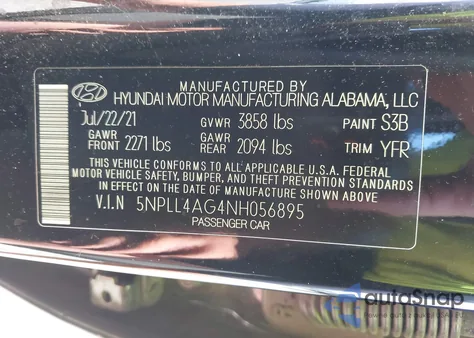 MANUFACTURED BY
HYUNDAI MOTOR MANUFACTURING ALABAMA, LLC
Jul/22/21 GVWR 3858 lbs PAINT S3B
GAWR FRONT 2271 lbs GAWR REAR 2094 lbs TRIM YFR
THIS VEHICLE CONFORMS TO ALL APPLICABLE U.S.A. FEDERAL
MOTOR VEHICLE SAFETY, BUMPER, AND THEFT PREVENTION STANDARDS
IN EFFECT ON THE DATE OF MANUFACTURE SHOWN ABOVE
V.I.N 5NPLL4AG4NH056895
PASSENGER CAR
autoSnap